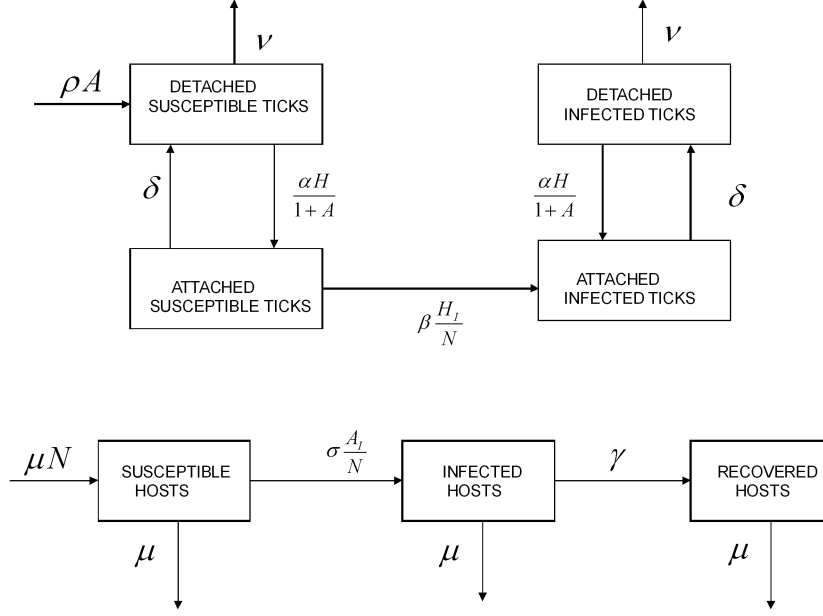 ν
ν
ρA
DETACHED
SUSCEPTIBLE TICKS
DETACHED
INFECTED TICKS
δ
αH
1 + A
αH
1 + A
δ
ATTACHED
SUSCEPTIBLE TICKS
ATTACHED
INFECTED TICKS
β H_I
N
μN
SUSCEPTIBLE
HOSTS
σ A_I
N
INFECTED
HOSTS
γ
RECOVERED
HOSTS
μ
μ
μ